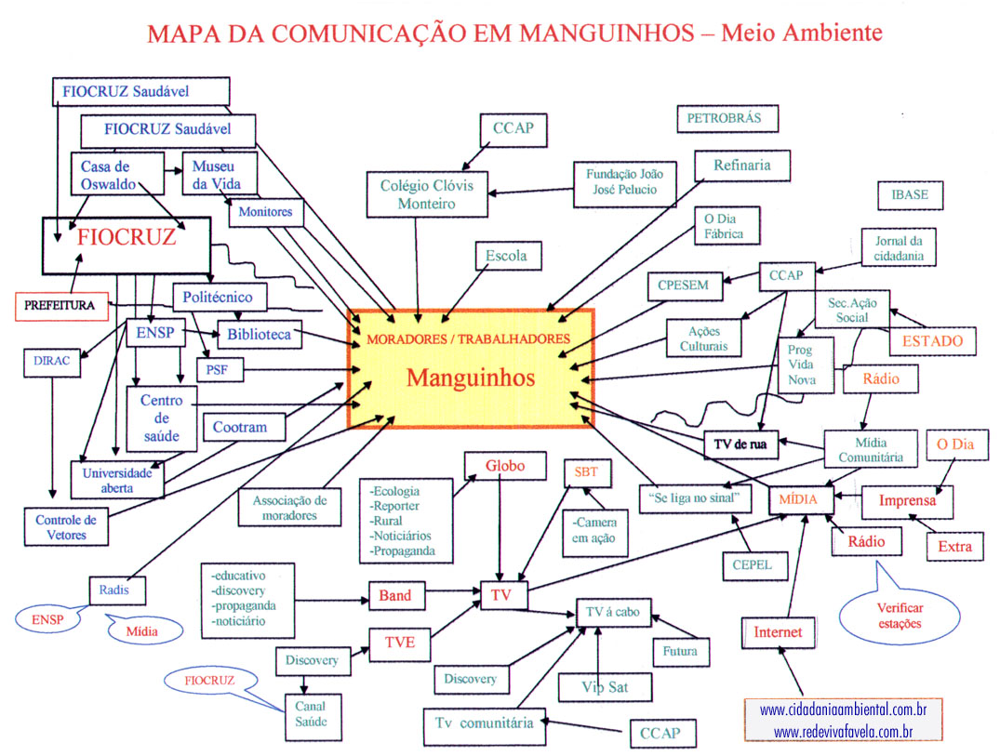 MAPA DA COMUNICAÇÃO EM MANGUINHOS – Meio Ambiente
FIOCRUZ Saudável
FIOCRUZ Saudável
Casa de
Oswaldo
Museu
da Vida
Monitores
FIOCRUZ
PREFEITURA
Politécnico
ENSP
Biblioteca
DIRAC
PSF
Centro
de
saúde
Cootram
Universidade
aberta
Controle de
Vetores
Associação de
moradores
Radis
ENSP
Mídia
CCAP
Colégio Clóvis
Monteiro
Fundação João
José Pelucio
Escola
PETROBRÁS
Refinaria
O Dia
Fábrica
IBASE
Jornal da
cidadania
CCAP
CPESEM
Sec.Ação
Social
ESTADO
Ações
Culturais
Prog
Vida
Nova
Rádio
MORADORES / TRABALHADORES
Manguinhos
TV de rua
Mídia
Comunitária
O Dia
"Se liga no sinal"
MÍDIA
Imprensa
CEPEL
Rádio
Extra
Verificar
estações
Internet
www.cidadaniaambiental.com.br
www.redevivafavela.com.br
Globo
-Ecologia
-Reporter
-Rural
-Noticiários
-Propaganda
SBT
-Camera
em ação
-educativo
-discovery
-propaganda
-noticiário
Band
TV
TV á cabo
TVE
Discovery
FIOCRUZ
Canal
Saúde
Futura
Discovery
Vip Sat
Tv comunitária
CCAP